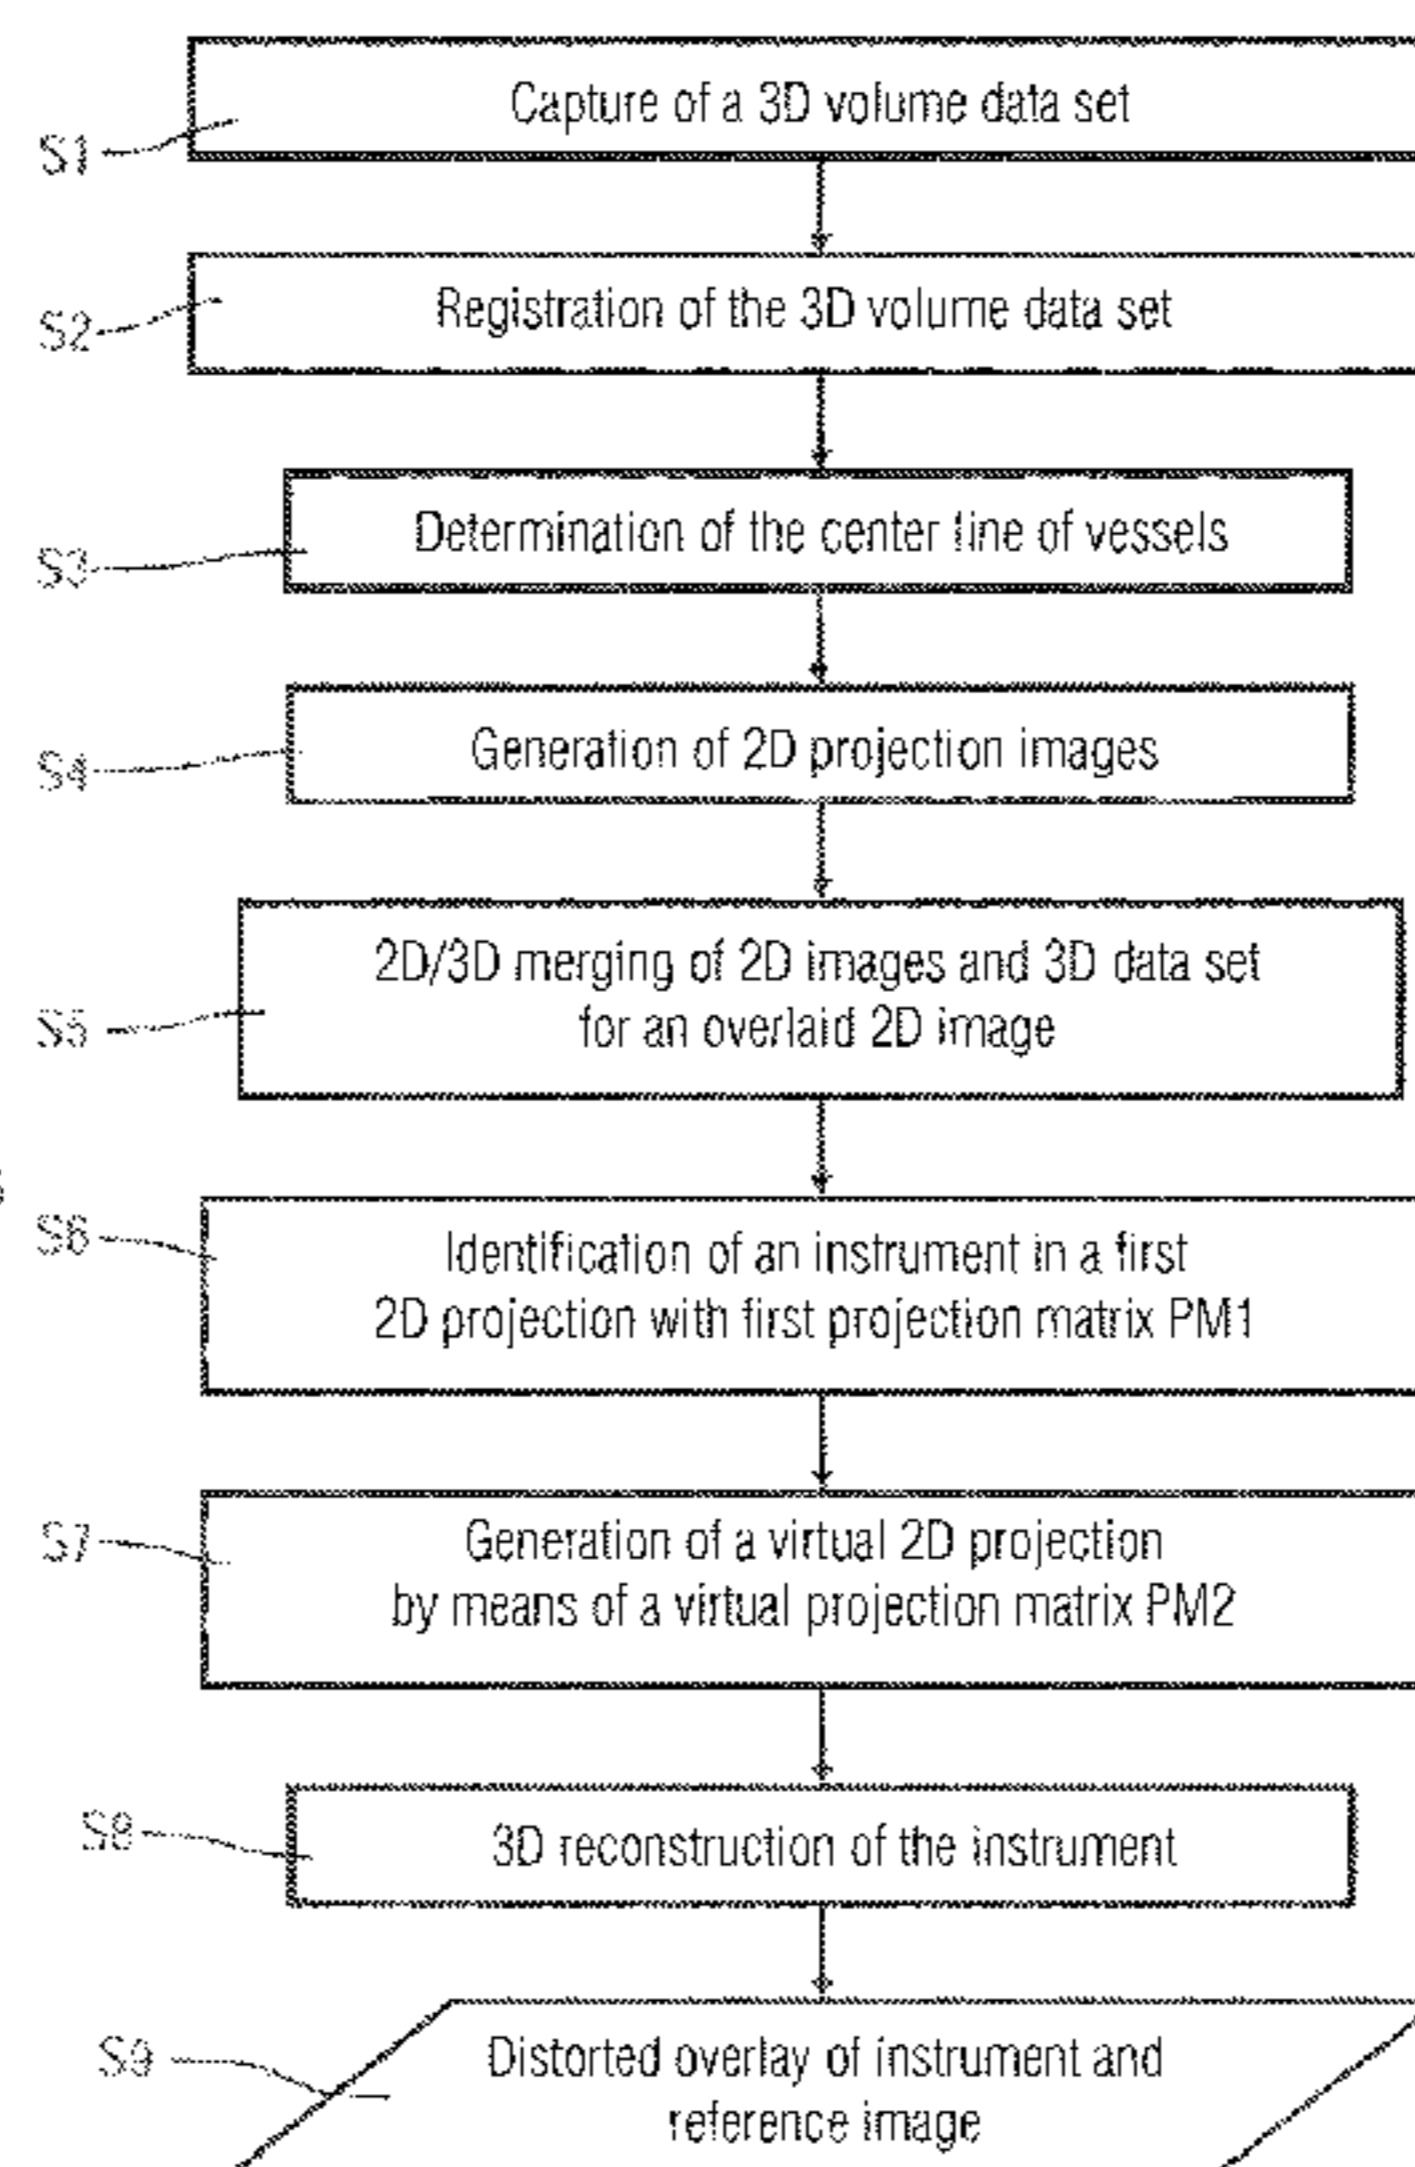 S1
Capture of a 3D volume data set
S2
Registration of the 3D volume data set
S3
Determination of the center line of vessels
S4
Generation of 2D projection images
S5
2D/3D merging of 2D images and 3D data set
for an overlaid 2D image
S6
Identification of an instrument in a first
2D projection with first projection matrix PM1
S7
Generation of a virtual 2D projection
by means of a virtual projection matrix PM2
S8
3D reconstruction of the instrument
S9
Distorted overlay of instrument and
reference image